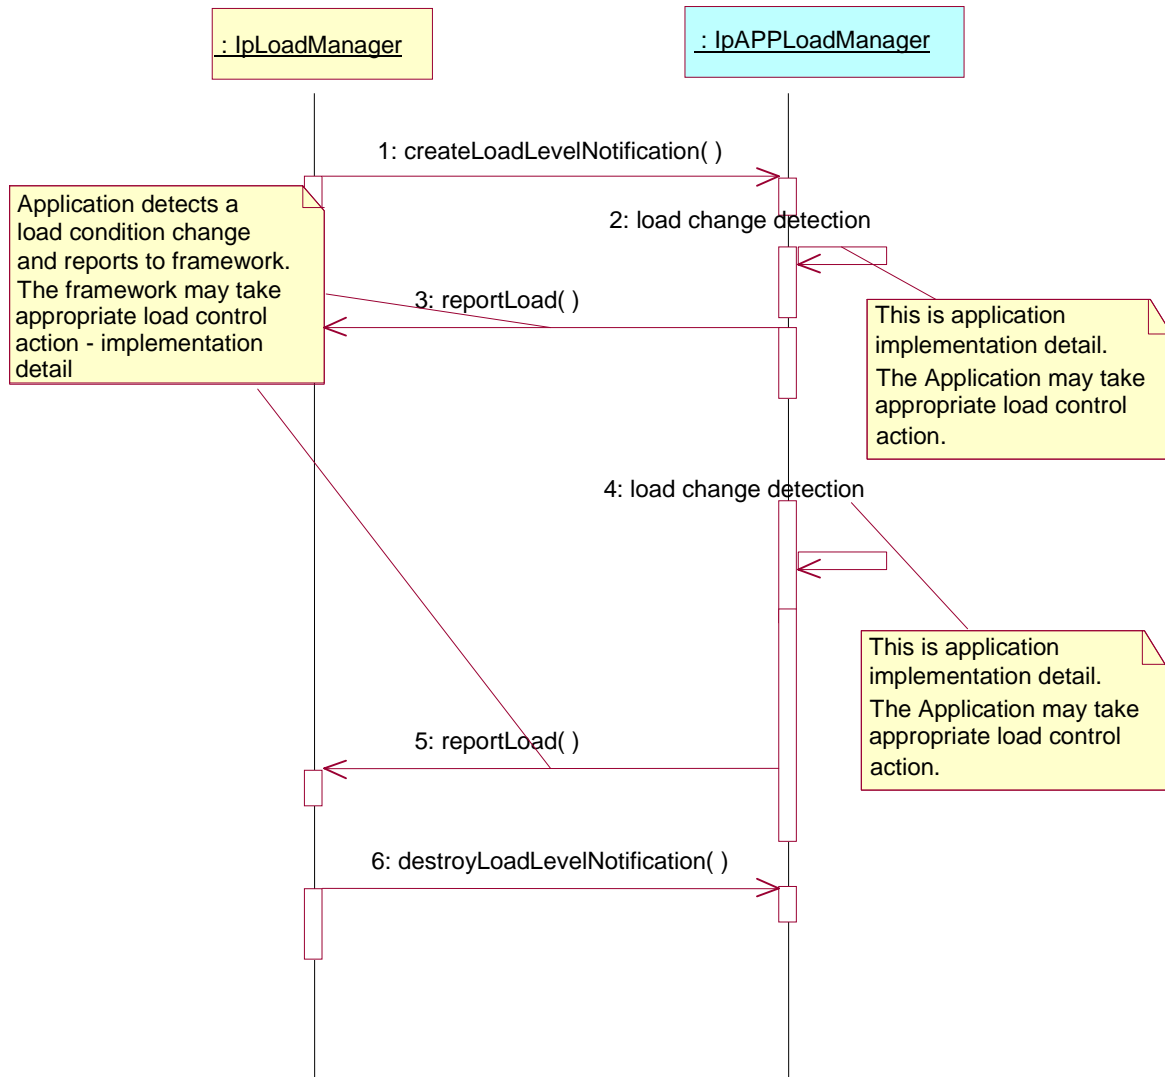 : IpLoadManager
: IpAPPLoadManager
1: createLoadLevelNotification( )
Application detects a
load condition change
and reports to framework.
The framework may take
appropriate load control
action - implementation
detail
2: load change detection
3: reportLoad( )
This is application
implementation detail.
The Application may take
appropriate load control
action.
4: load change detection
This is application
implementation detail.
The Application may take
appropriate load control
action.
5: reportLoad( )
6: destroyLoadLevelNotification( )